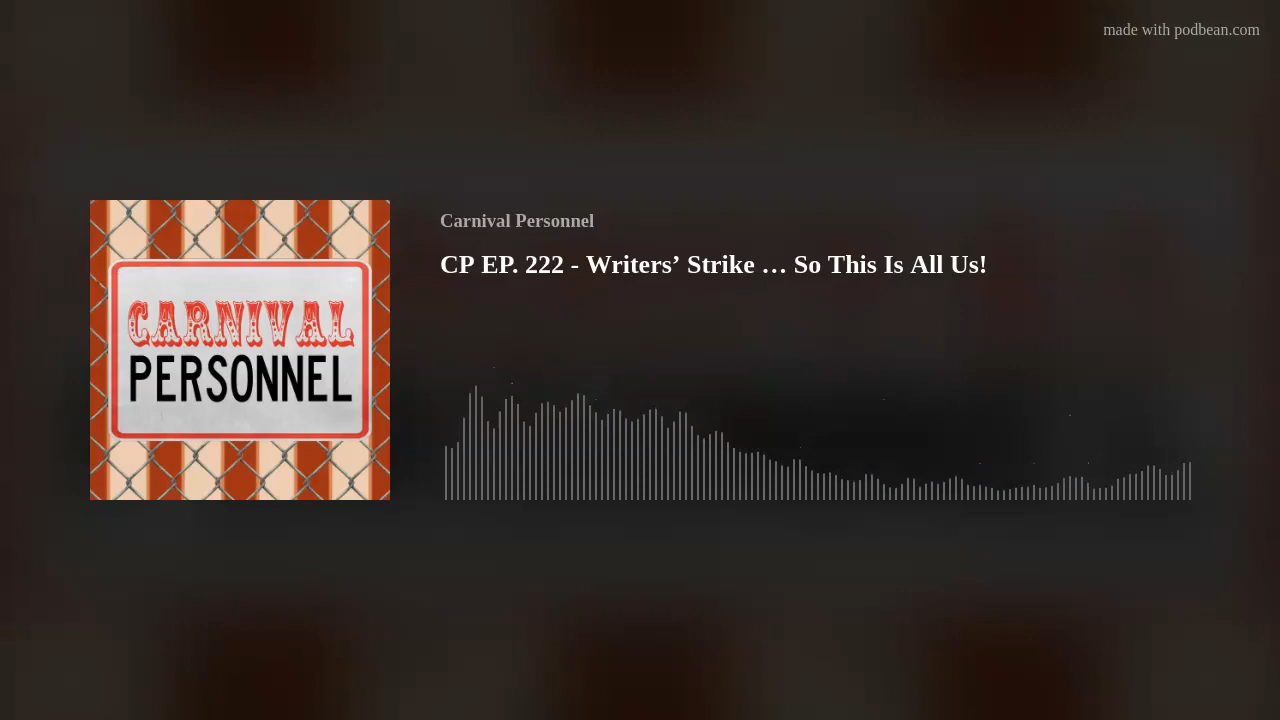 made with podbean.com
Carnival Personnel
CP EP. 222 - Writers’ Strike … So This Is All Us!
CARNIVAL
PERSONNEL